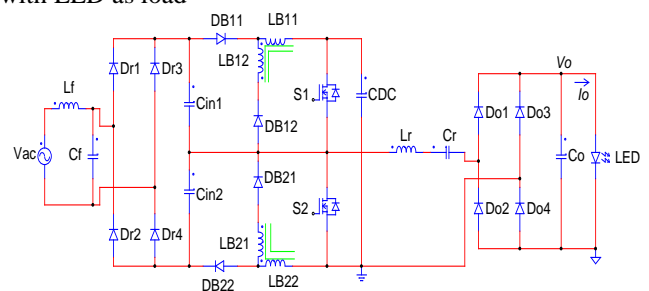 with LED as load
DB11
LB11
LB12
Dr1
Dr3
Lf
Cin1
S1
CDC
DB12
Vo
Io
Do1
Do3
Lr
Cr
Vac
Cf
Co
LED
DB21
Cin2
S2
Do2
Do4
Dr2
Dr4
LB21
DB22
LB22